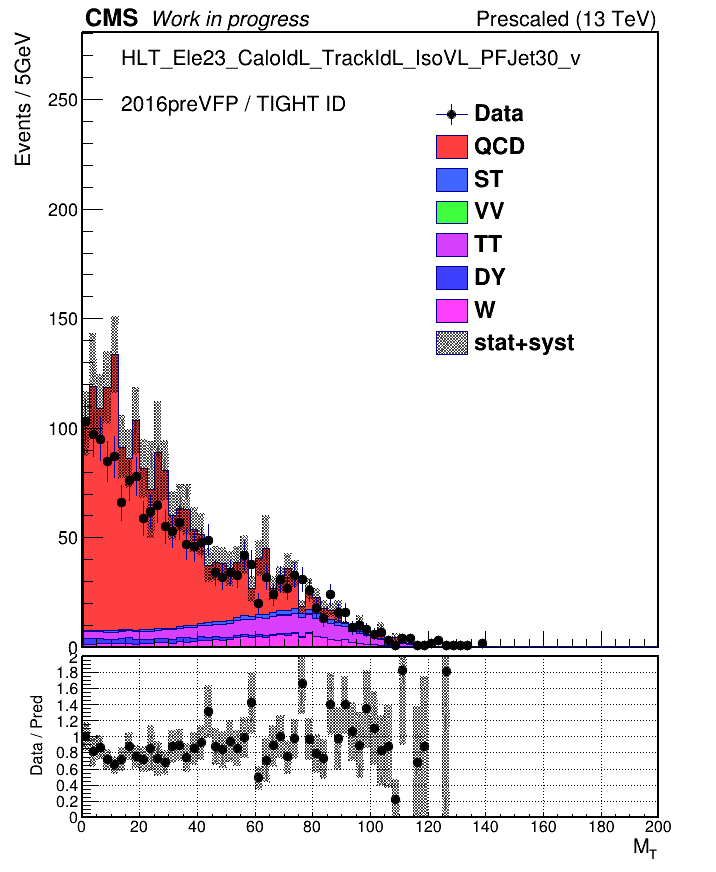 CMS Work in progress Prescaled (13 TeV)
HLT_Ele23_CaloIdL_TrackIdL_IsoVL_PFJet30_v
2016preVFP / TIGHT ID
Events / 5GeV
250
200
150
100
50
0
Data
QCD
ST
VV
TT
DY
W
stat+syst
Data / Pred
2
1.8
1.6
1.4
1.2
1
0.8
0.6
0.4
0.2
0
0 20 40 60 80 100 120 140 160 180 200
M_T